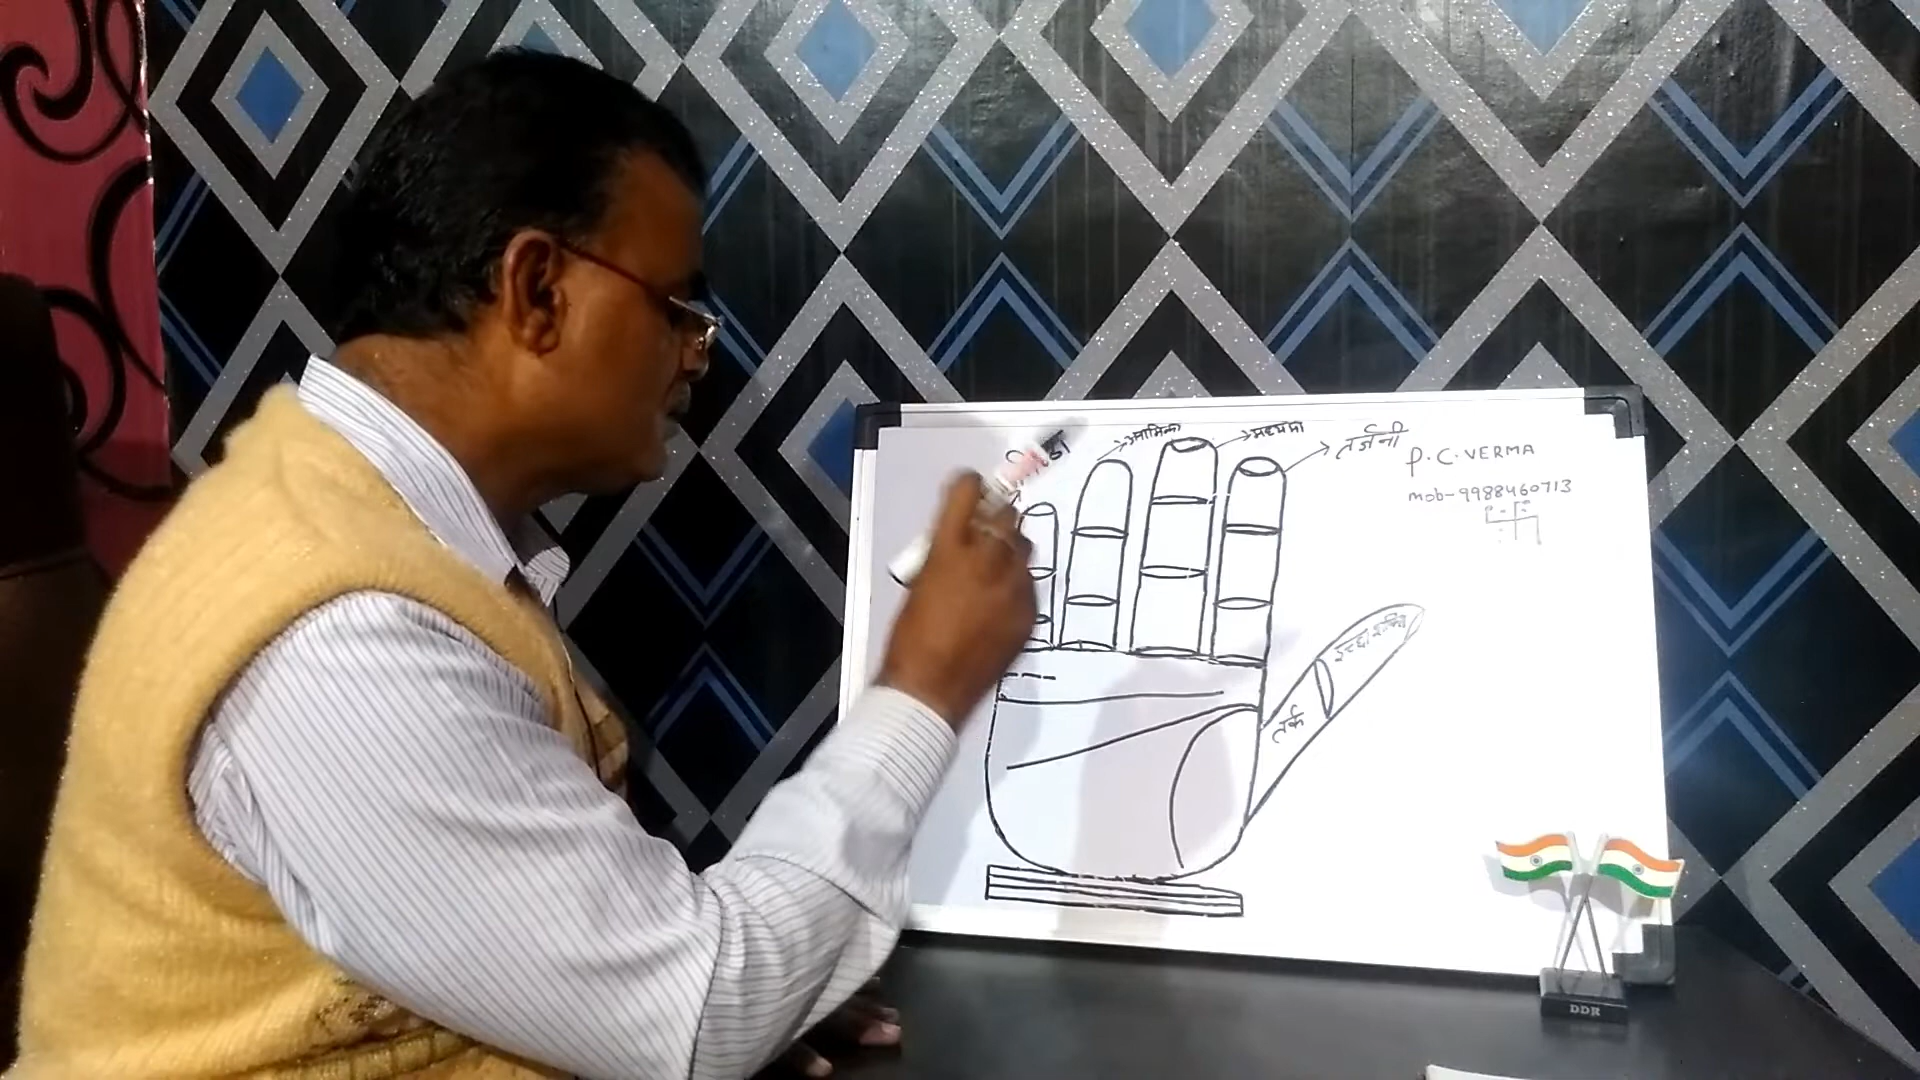 अनामिका
मध्यमा
तर्जनी
P.C.VERMA
mob-9988460713
इच्छा शक्ति
तर्क
DDR